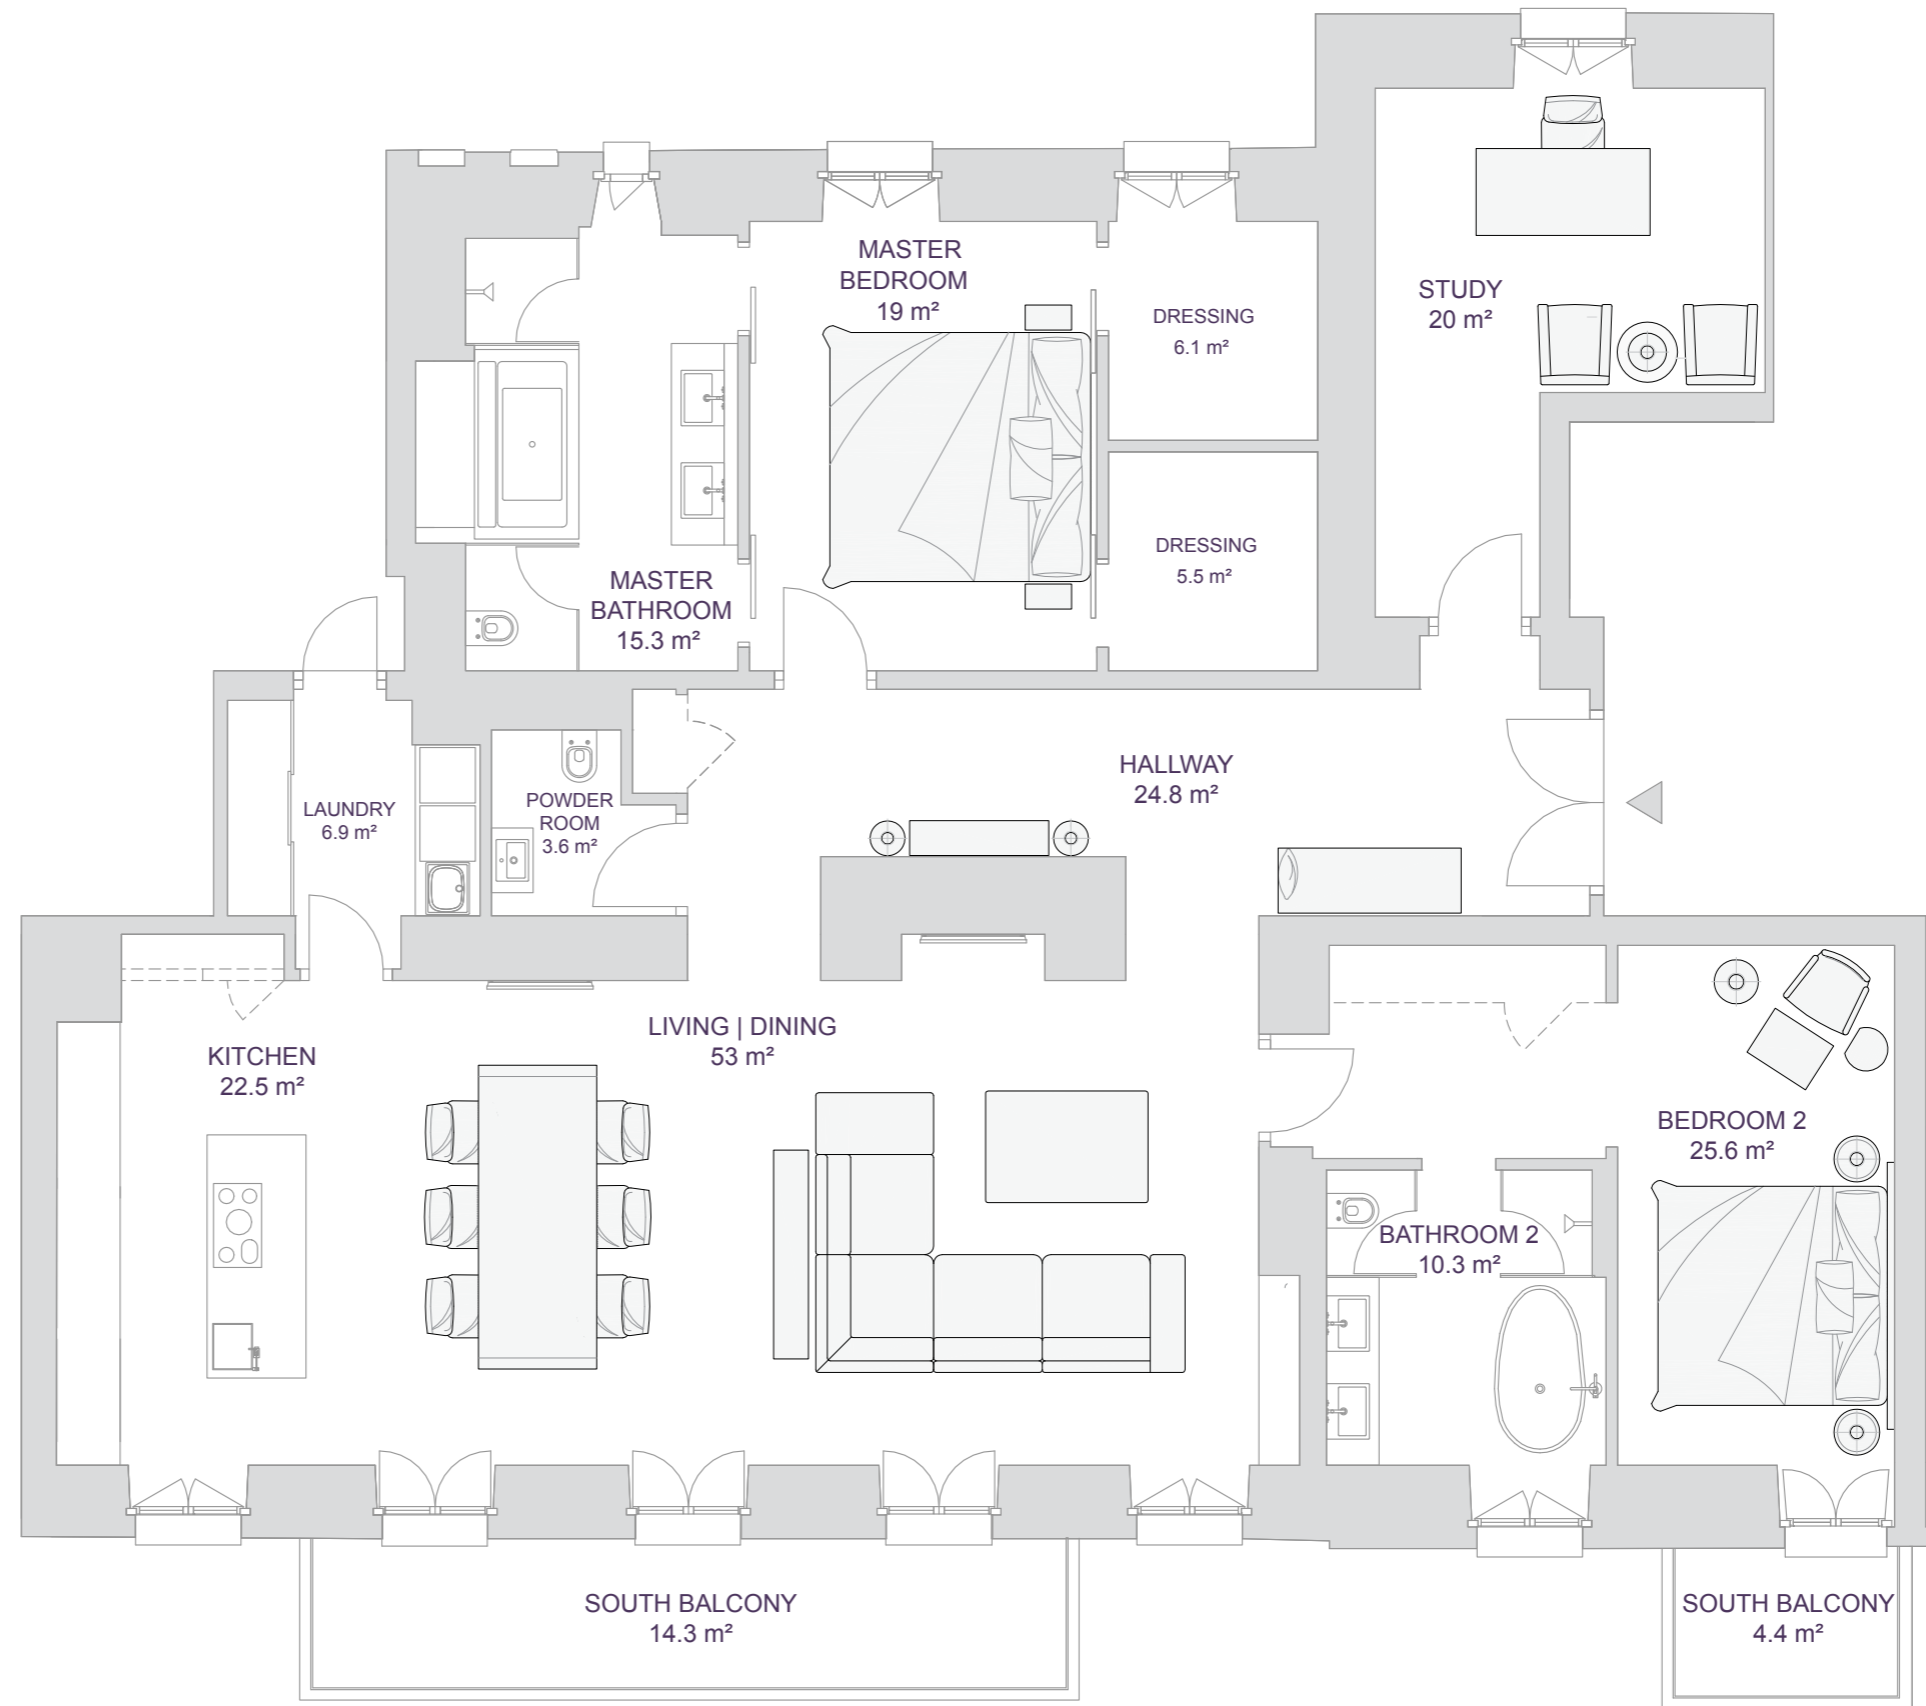 MASTER
BEDROOM
19 m²
DRESSING
6.1 m²
STUDY
20 m²
DRESSING
5.5 m²
MASTER
BATHROOM
15.3 m²
HALLWAY
24.8 m²
LAUNDRY
6.9 m²
POWDER
ROOM
3.6 m²
LIVING | DINING
53 m²
KITCHEN
22.5 m²
BEDROOM 2
25.6 m²
BATHROOM 2
10.3 m²
SOUTH BALCONY
14.3 m²
SOUTH BALCONY
4.4 m²